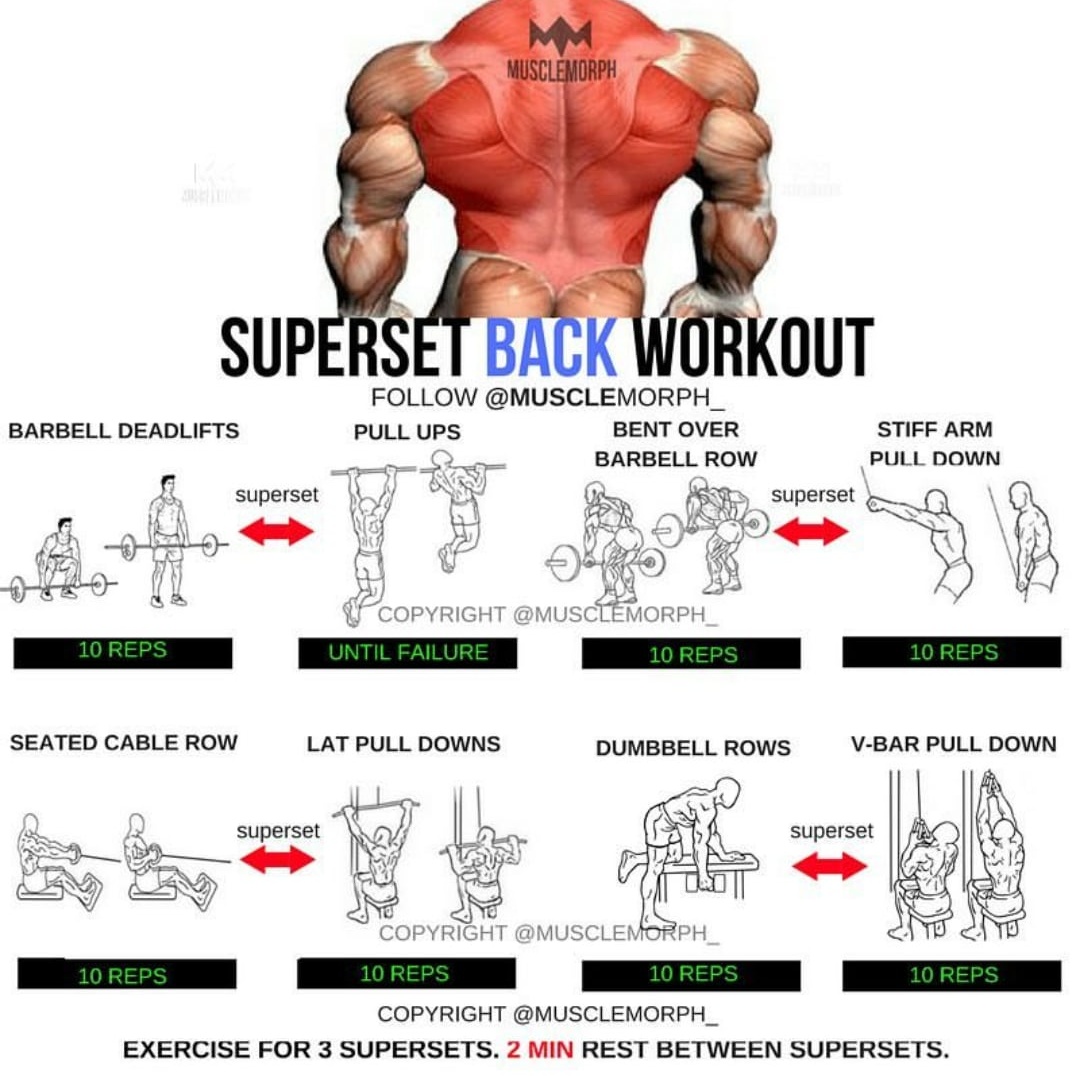 MUSCLEMORPH
SUPERSET BACK WORKOUT
FOLLOW @MUSCLEMORPH_
BARBELL DEADLIFTS
superset
PULL UPS
BENT OVER
BARBELL ROW
superset
STIFF ARM
PULL DOWN
COPYRIGHT @MUSCLEMORPH_
10 REPS
UNTIL FAILURE
10 REPS
10 REPS
SEATED CABLE ROW
superset
LAT PULL DOWNS
DUMBBELL ROWS
superset
V-BAR PULL DOWN
COPYRIGHT @MUSCLEMORPH_
10 REPS
10 REPS
10 REPS
10 REPS
COPYRIGHT @MUSCLEMORPH_
EXERCISE FOR 3 SUPERSETS. 2 MIN REST BETWEEN SUPERSETS.